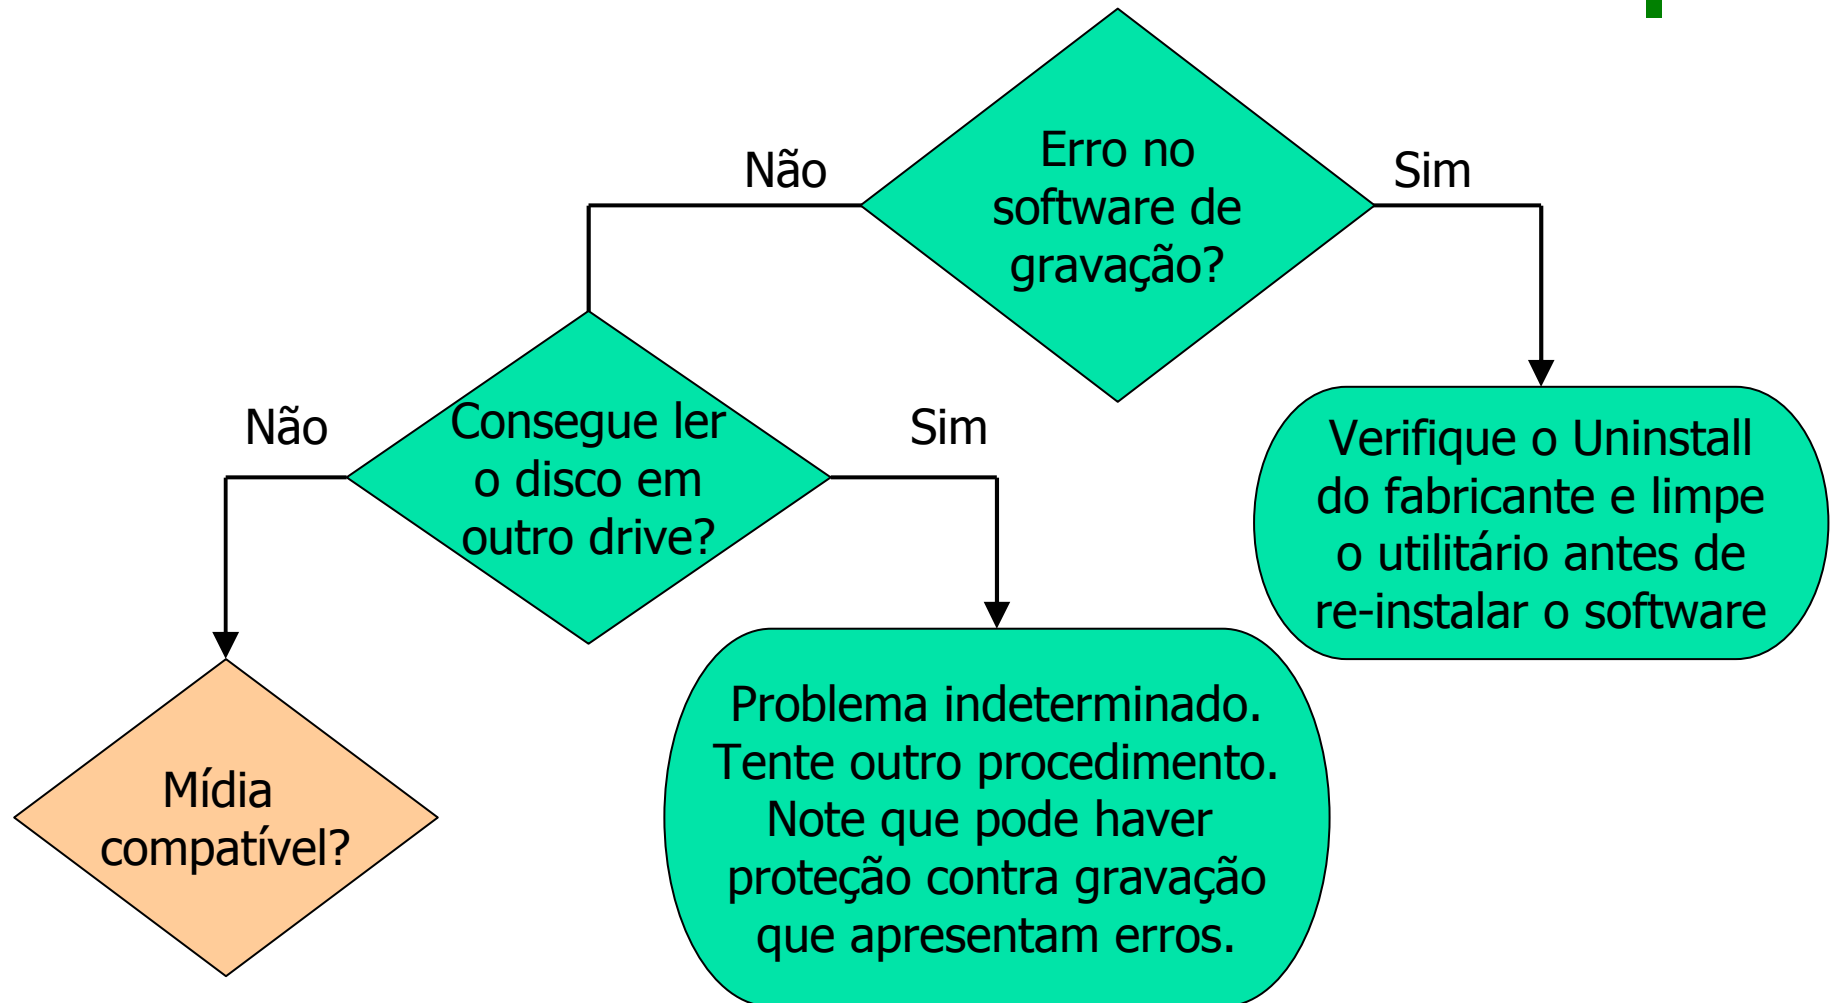 Não
Erro no
software de
gravação?
Sim
Não
Consegue ler
o disco em
outro drive?
Sim
Verifique o Uninstall
do fabricante e limpe
o utilitário antes de
re-instalar o software
Mídia
compatível?
Problema indeterminado.
Tente outro procedimento.
Note que pode haver
proteção contra gravação
que apresentam erros.